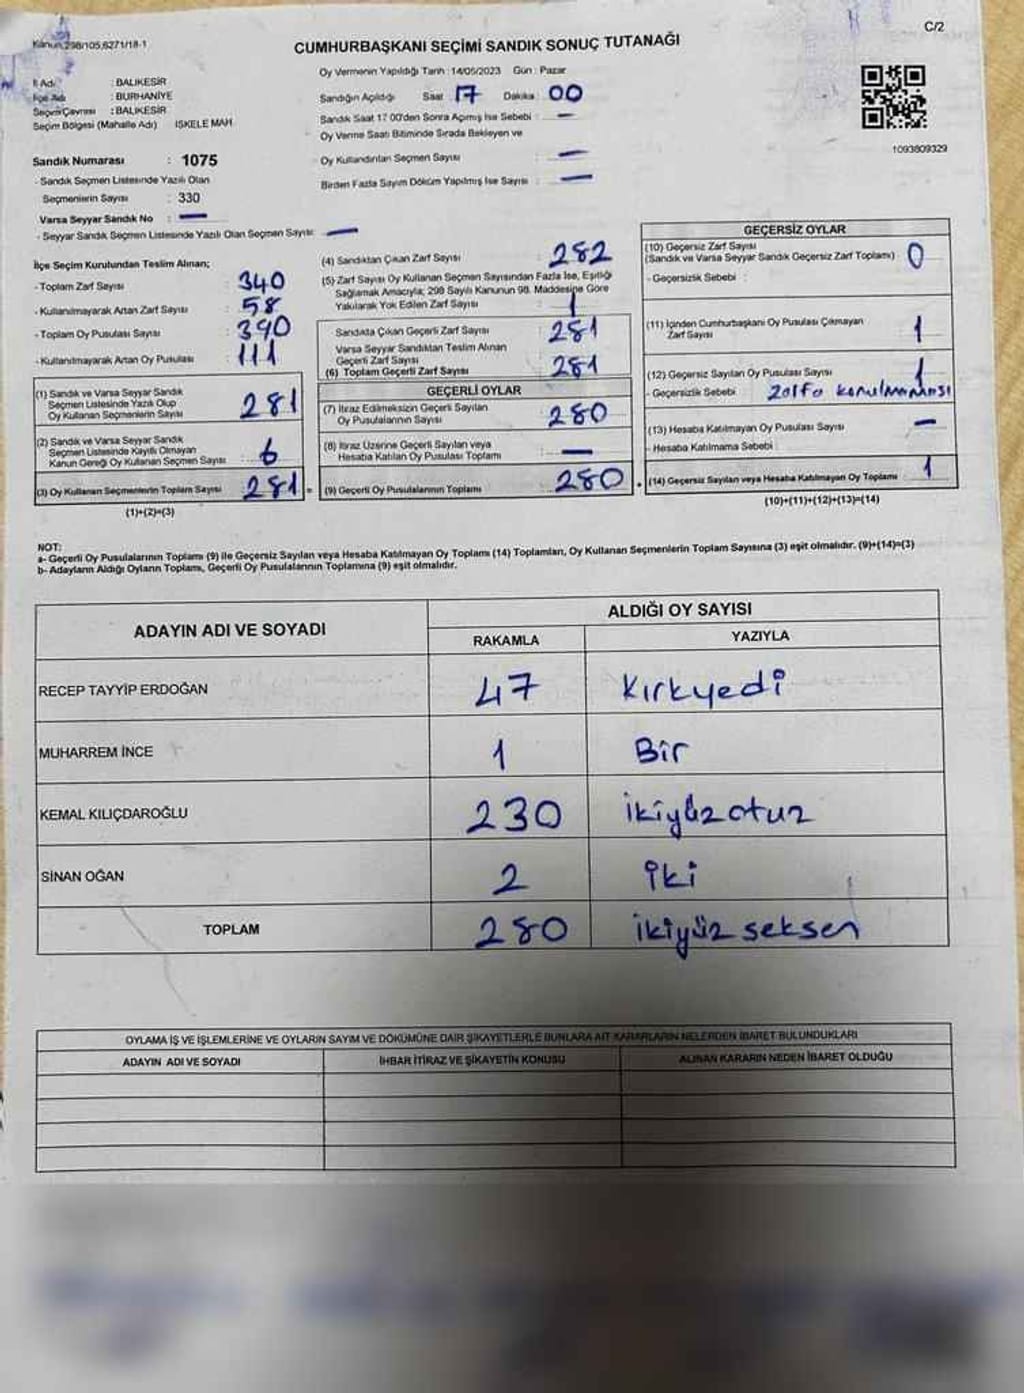 Kanun 298/105,6271/18-1
C/2
CUMHURBAŞKANI SEÇİMİ SANDIK SONUÇ TUTANAĞI
İl Adı : BALIKESİR
İlçe Adı : BURHANİYE
Seçim Çevresi : BALIKESİR
Seçim Bölgesi (Mahalle Adı) İSKELE MAH.
Sandık Numarası : 1075
- Sandık Seçmen Listesinde Yazılı Olan
Seçmenlerin Sayısı : 330
Varsa Seyyar Sandık No : —
- Seyyar Sandık Seçmen Listesinde Yazılı Olan Seçmen Sayısı: —
Oy Vermenin Yapıldığı Tarih : 14/05/2023 Gün : Pazar
Sandığın Açıldığı Saat 17 Dakika : 00
Sandık Saat 17 00'den Sonra Açımış İse Sebebi : —
Oy Verme Saati Bitiminde Sırada Bekleyen ve
Oy Kullandırılan Seçmen Sayısı : —
Birden Fazla Sayım Döküm Yapılmış İse Sayısı : —
1093809329
İlçe Seçim Kurulundan Teslim Alınan;
- Toplam Zarf Sayısı : 340
- Kullanılmayarak Artan Zarf Sayısı : 58
- Toplam Oy Pusulası Sayısı : 390
- Kullanılmayarak Artan Oy Pusulası : 111
(1) Sandık ve Varsa Seyyar Sandık
Seçmen Listesinde Yazılı Olup
Oy Kullanan Seçmenlerin Sayısı 281
(2) Sandık ve Varsa Seyyar Sandık
Seçmen Listesinde Kayıtlı Olmayan
Kanun Gereği Oy Kullanan Seçmen Sayısı
(3) Oy Kullanan Seçmenlerin Toplam Sayısı 281
(1)+(2)=(3)
(4) Sandıktan Çıkan Zarf Sayısı : 282
(5) Zarf Sayısı Oy Kullanan Seçmen Sayısından Fazla İse, Eşitliği
Sağlamak Amacıyla; 298 Sayılı Kanunun 98. Maddesine Göre
Yakılarak Yok Edilen Zarf Sayısı : 1
Sandıkta Çıkan Geçerli Zarf Sayısı : 281
Varsa Seyyar Sandıktan Teslim Alınan
Geçerli Zarf Sayısı
(6) Toplam Geçerli Zarf Sayısı : 281
GEÇERLİ OYLAR
(7) İtiraz Edilmeksizin Geçerli Sayılan
Oy Pusulalarının Sayısı : 280
(8) İtiraz Üzerine Geçerli Sayılan veya
Hesaba Katılan Oy Pusulası Toplamı : —
(9) Geçerli Oy Pusulalarının Toplamı : 280
GEÇERSİZ OYLAR
(10) Geçersiz Zarf Sayısı
(Sandık ve Varsa Seyyar Sandık Geçersiz Zarf Toplamı) : 0
- Geçersizlik Sebebi :
(11) İçinden Cumhurbaşkanı Oy Pusulası Çıkmayan
Zarf Sayısı : 1
(12) Geçersiz Sayılan Oy Pusulası Sayısı : 1
- Geçersizlik Sebebi : Zarfa konulmaması
(13) Hesaba Katılmayan Oy Pusulası Sayısı : —
- Hesaba Katılmama Sebebi :
(14) Geçersiz Sayılan veya Hesaba Katılmayan Oy Toplamı : 1
(10)+(11)+(12)+(13)=(14)
NOT:
a- Geçerli Oy Pusulalarının Toplamı (9) ile Geçersiz Sayılan veya Hesaba Katılmayan Oy Toplamı (14) Toplamları, Oy Kullanan Seçmenlerin Toplam Sayısına (3) eşit olmalıdır. (9)+(14)=(3)
b- Adayların Aldığı Oyların Toplamı, Geçerli Oy Pusulalarının Toplamına (9) eşit olmalıdır.
ADAYIN ADI VE SOYADI
ALDIĞI OY SAYISI
RAKAMLA YAZIYLA
RECEP TAYYİP ERDOĞAN 47 Kırkyedi
MUHARREM İNCE 1 Bir
KEMAL KILIÇDAROĞLU 230 ikiyüzotuz
SİNAN OĞAN 2 iki
TOPLAM 280 ikiyüz seksen
OYLAMA İŞ VE İŞLEMLERİNE VE OYLARIN SAYIM VE DÖKÜMÜNE DAİR ŞİKAYETLERLE BUNLARA AİT KARARLARIN NELERDEN İBARET BULUNDUKLARI
ADAYIN ADI VE SOYADI İHBAR İTİRAZ VE ŞİKAYETİN KONUSU ALINAN KARARIN NEDEN İBARET OLDUĞU